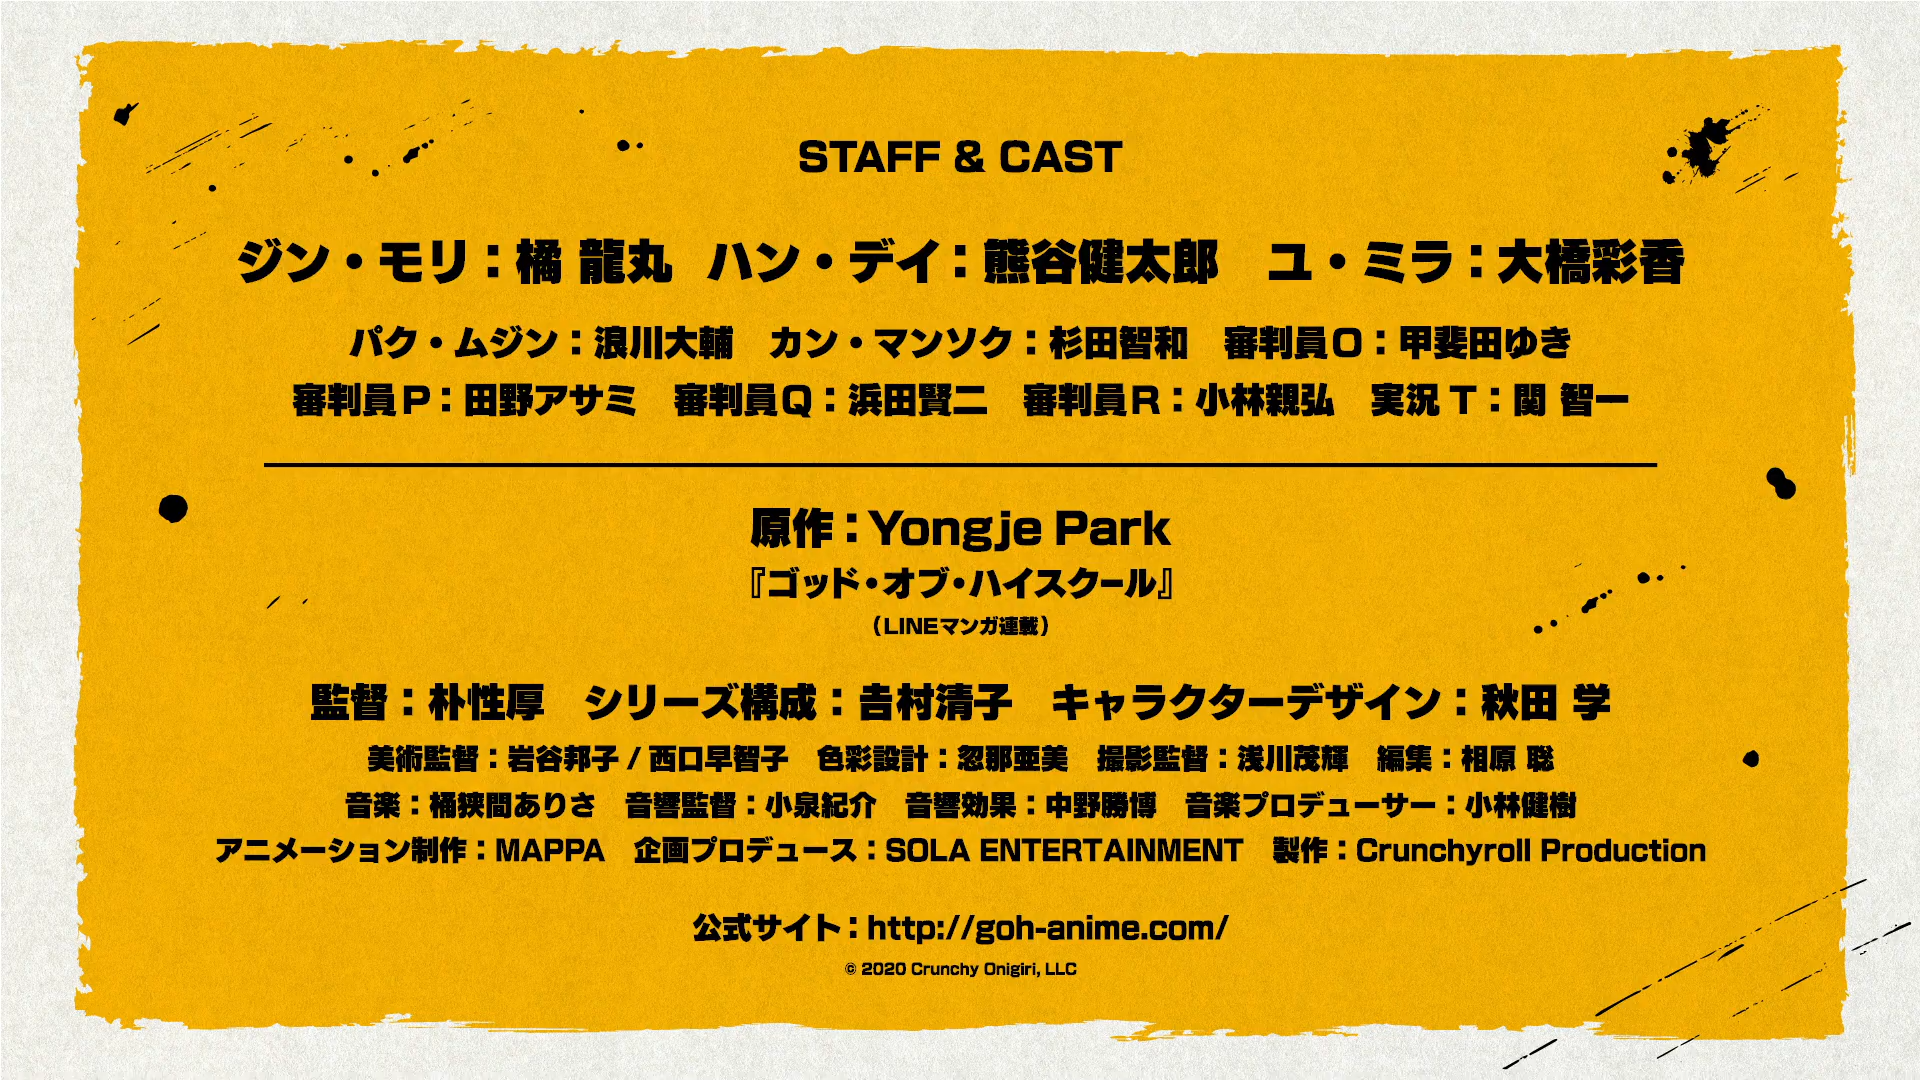 STAFF & CAST
ジン・モリ：橘 龍丸　ハン・デイ：熊谷健太郎　ユ・ミラ：大橋彩香
パク・ムジン：浪川大輔　カン・マンソク：杉田智和　審判員O：甲斐田ゆき
審判員P：田野アサミ　審判員Q：浜田賢二　審判員R：小林親弘　実況T：関 智一
原作：Yongje Park
『ゴッド・オブ・ハイスクール』
（LINEマンガ連載）
監督：朴性厚　シリーズ構成：𠮷村清子　キャラクターデザイン：秋田 学
美術監督：岩谷邦子 / 西口早智子　色彩設計：忽那亜美　撮影監督：浅川茂輝　編集：相原 聡
音楽：桶狭間ありさ　音響監督：小泉紀介　音響効果：中野勝博　音楽プロデューサー：小林健樹
アニメーション制作：MAPPA　企画プロデュース：SOLA ENTERTAINMENT　製作：Crunchyroll Production
公式サイト：http://goh-anime.com/
© 2020 Crunchy Onigiri, LLC